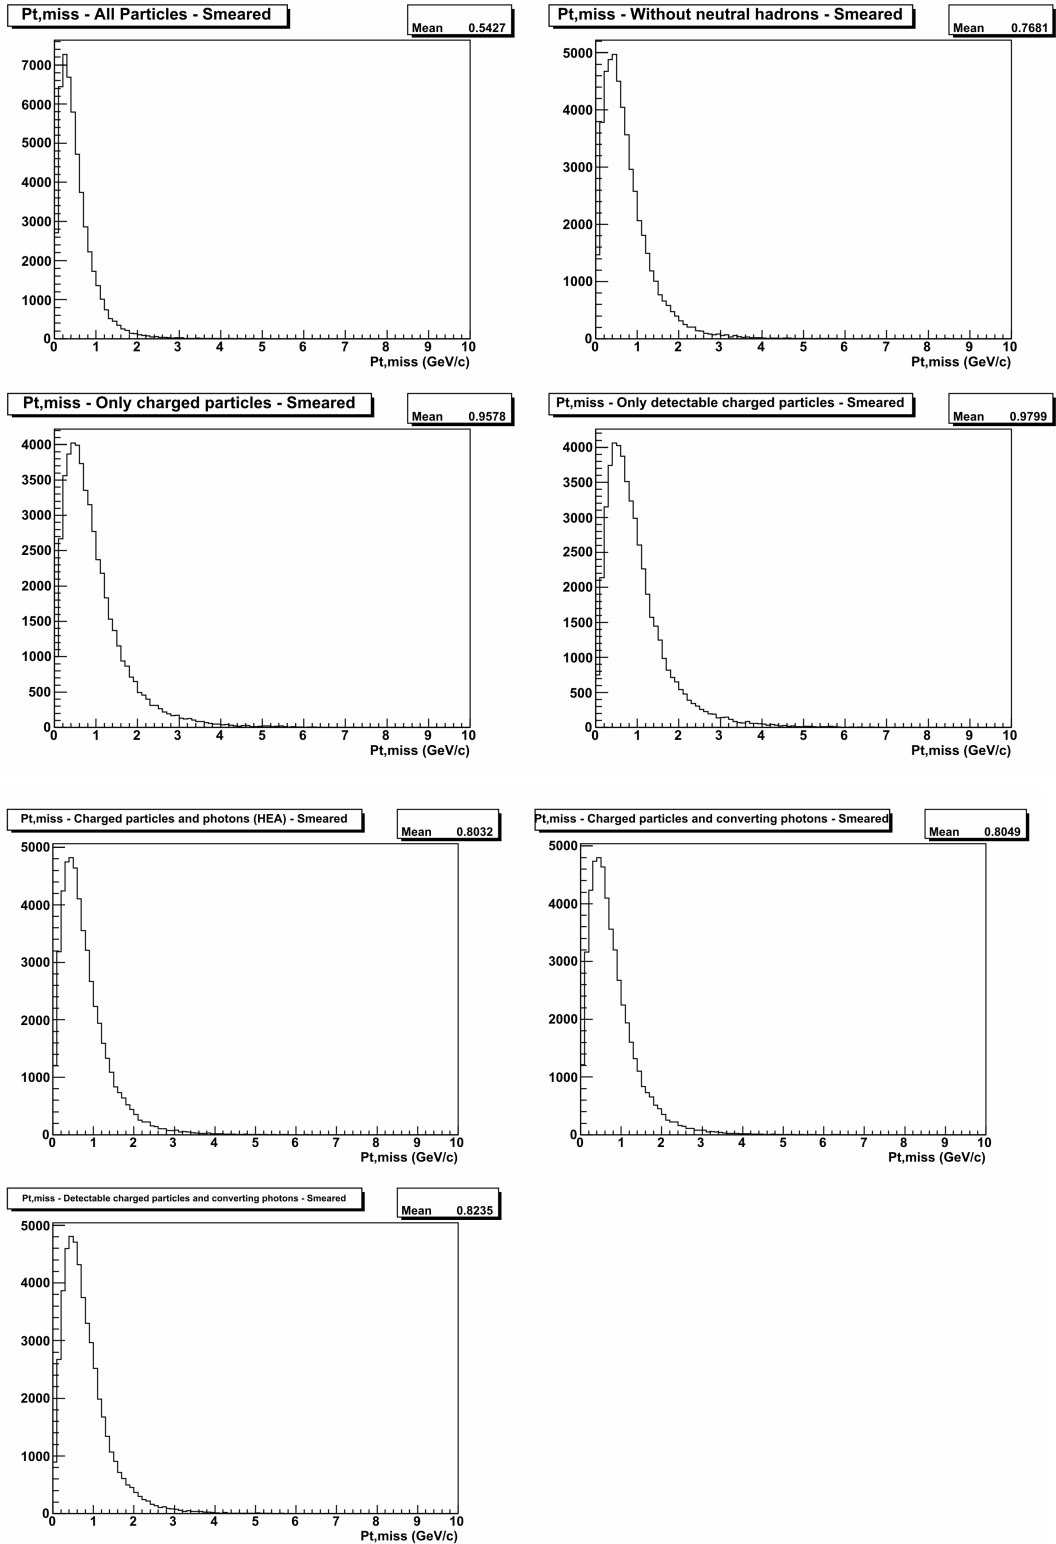 Pt,miss - All Particles - Smeared
Mean 0.5427
7000
6000
5000
4000
3000
2000
1000
0
0 1 2 3 4 5 6 7 8 9 10
Pt,miss (GeV/c)
Pt,miss - Without neutral hadrons - Smeared
Mean 0.7681
5000
4000
3000
2000
1000
0
0 1 2 3 4 5 6 7 8 9 10
Pt,miss (GeV/c)
Pt,miss - Only charged particles - Smeared
Mean 0.9578
4000
3500
3000
2500
2000
1500
1000
500
0
0 1 2 3 4 5 6 7 8 9 10
Pt,miss (GeV/c)
Pt,miss - Only detectable charged particles - Smeared
Mean 0.9799
4000
3500
3000
2500
2000
1500
1000
500
0
0 1 2 3 4 5 6 7 8 9 10
Pt,miss (GeV/c)
Pt,miss - Charged particles and photons (HEA) - Smeared
Mean 0.8032
5000
4000
3000
2000
1000
0
0 1 2 3 4 5 6 7 8 9 10
Pt,miss (GeV/c)
Pt,miss - Charged particles and converting photons - Smeared
Mean 0.8049
5000
4000
3000
2000
1000
0
0 1 2 3 4 5 6 7 8 9 10
Pt,miss (GeV/c)
Pt,miss - Detectable charged particles and converting photons - Smeared
Mean 0.8235
5000
4000
3000
2000
1000
0
0 1 2 3 4 5 6 7 8 9 10
Pt,miss (GeV/c)